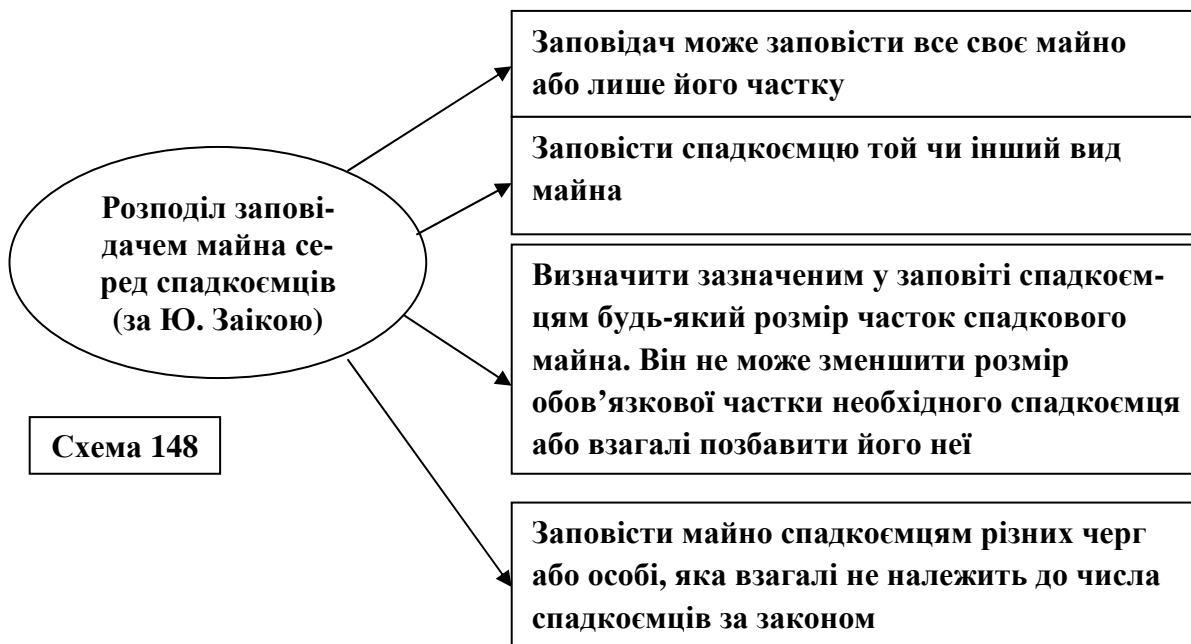 Заповідач може заповісти все своє майно
або лише його частку
Заповісти спадкоємцю той чи інший вид
майна
Розподіл запові-
дачем майна се-
ред спадкоємців
(за Ю. Заікою)
Визначити зазначеним у заповіті спадкоєм-
цям будь-який розмір часток спадкового
майна. Він не може зменшити розмір
обов’язкової частки необхідного спадкоємця
або взагалі позбавити його неї
Схема 148
Заповісти майно спадкоємцям різних черг
або особі, яка взагалі не належить до числа
спадкоємців за законом